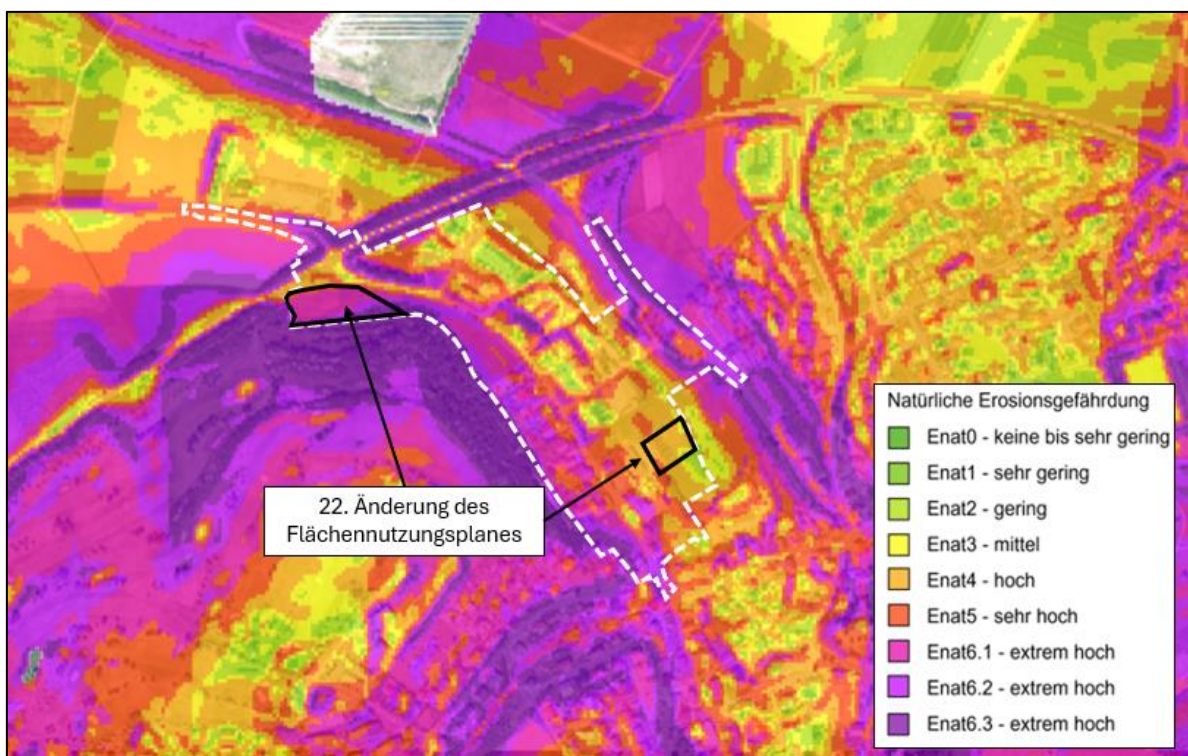 22. Änderung des
Flächennutzungsplanes
Natürliche Erosionsgefährdung
Enat0 - keine bis sehr gering
Enat1 - sehr gering
Enat2 - gering
Enat3 - mittel
Enat4 - hoch
Enat5 - sehr hoch
Enat6.1 - extrem hoch
Enat6.2 - extrem hoch
Enat6.3 - extrem hoch